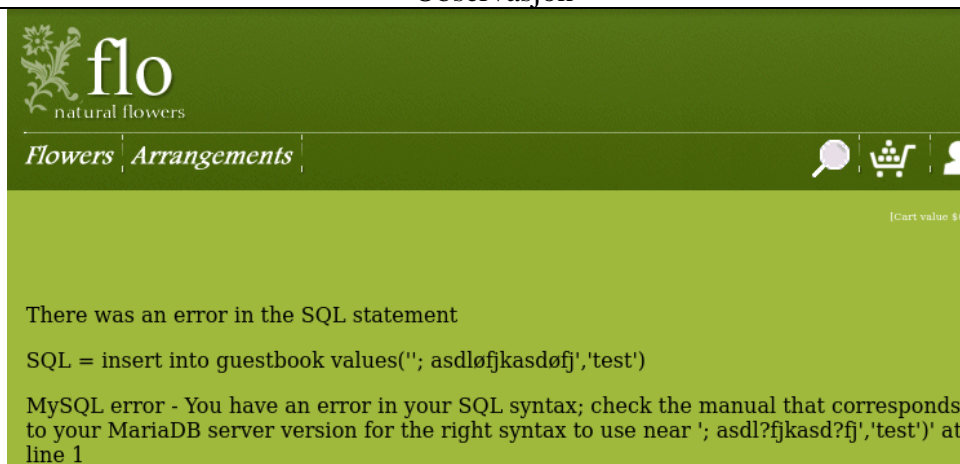 flo
natural flowers
Flowers Arrangements
[Cart value $
There was an error in the SQL statement
SQL = insert into guestbook values(''; asdløfjkasdøfj','test')
MySQL error - You have an error in your SQL syntax; check the manual that corresponds
to your MariaDB server version for the right syntax to use near '; asdl?fjkasd?fj','test')' at
line 1